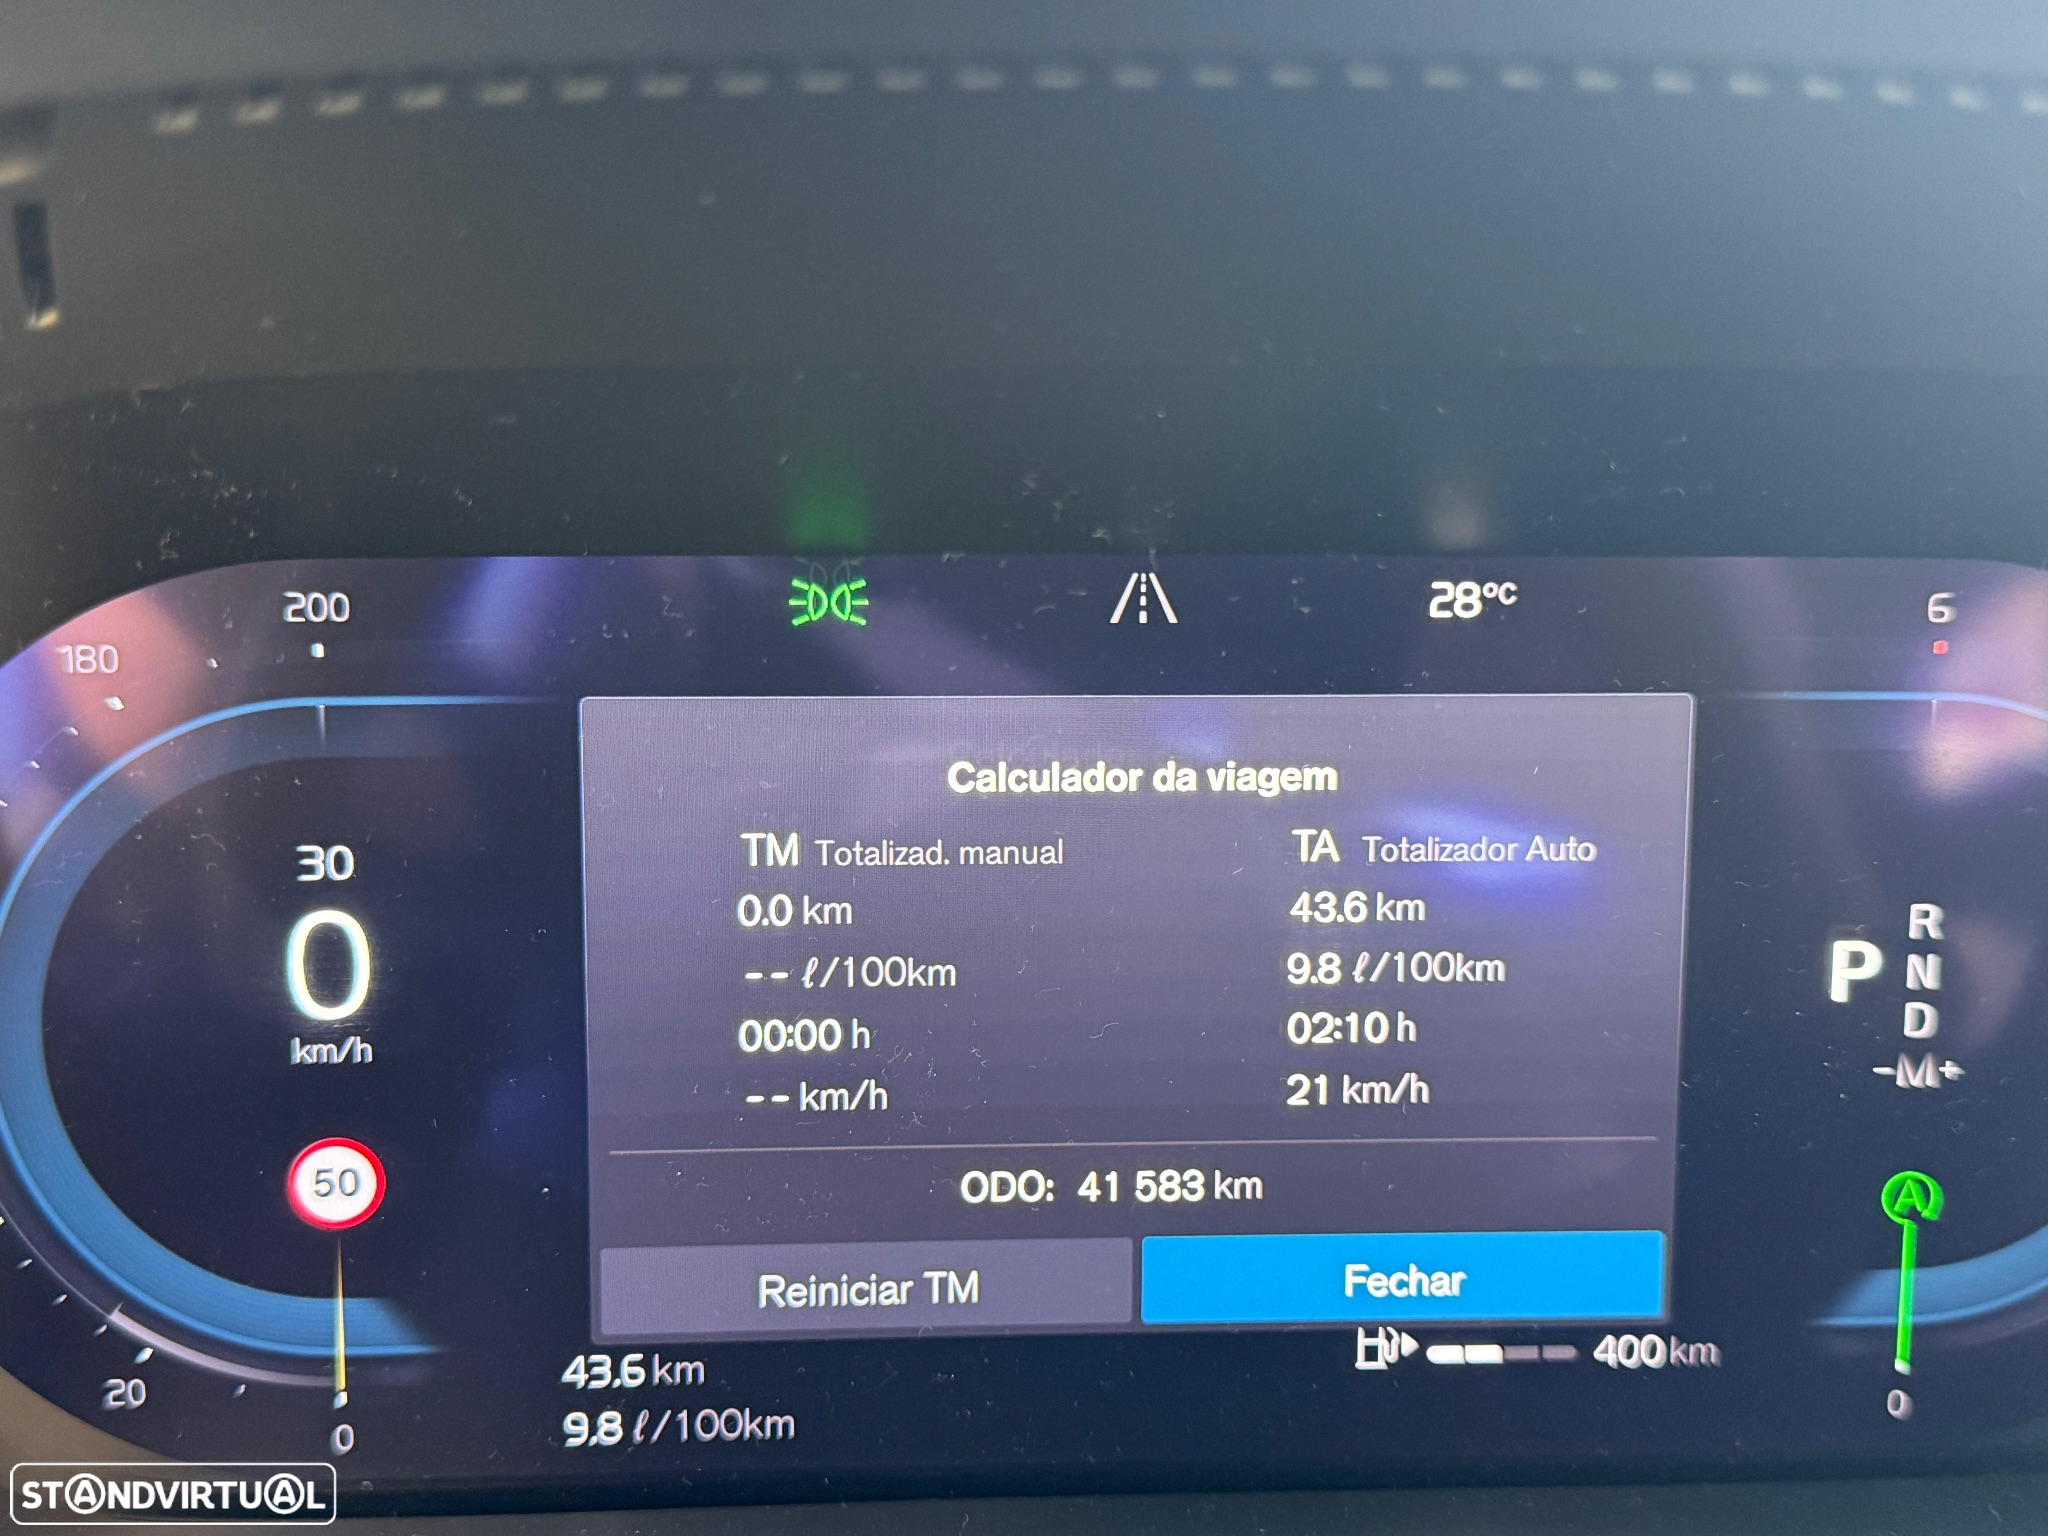 200
180
28°C
6
Calculador da viagem
TM Totalizad. manual
TA Totalizador Auto
30
0.0 km
43.6 km
0
-- ℓ/100km
9.8 ℓ/100km
P
R
N
D
-M+
00:00 h
02:10 h
km/h
-- km/h
21 km/h
50
ODO: 41 583 km
A
Reiniciar TM
Fechar
400km
43.6 km
20
0
9.8 ℓ/100km
0
STANDVIRTUAL